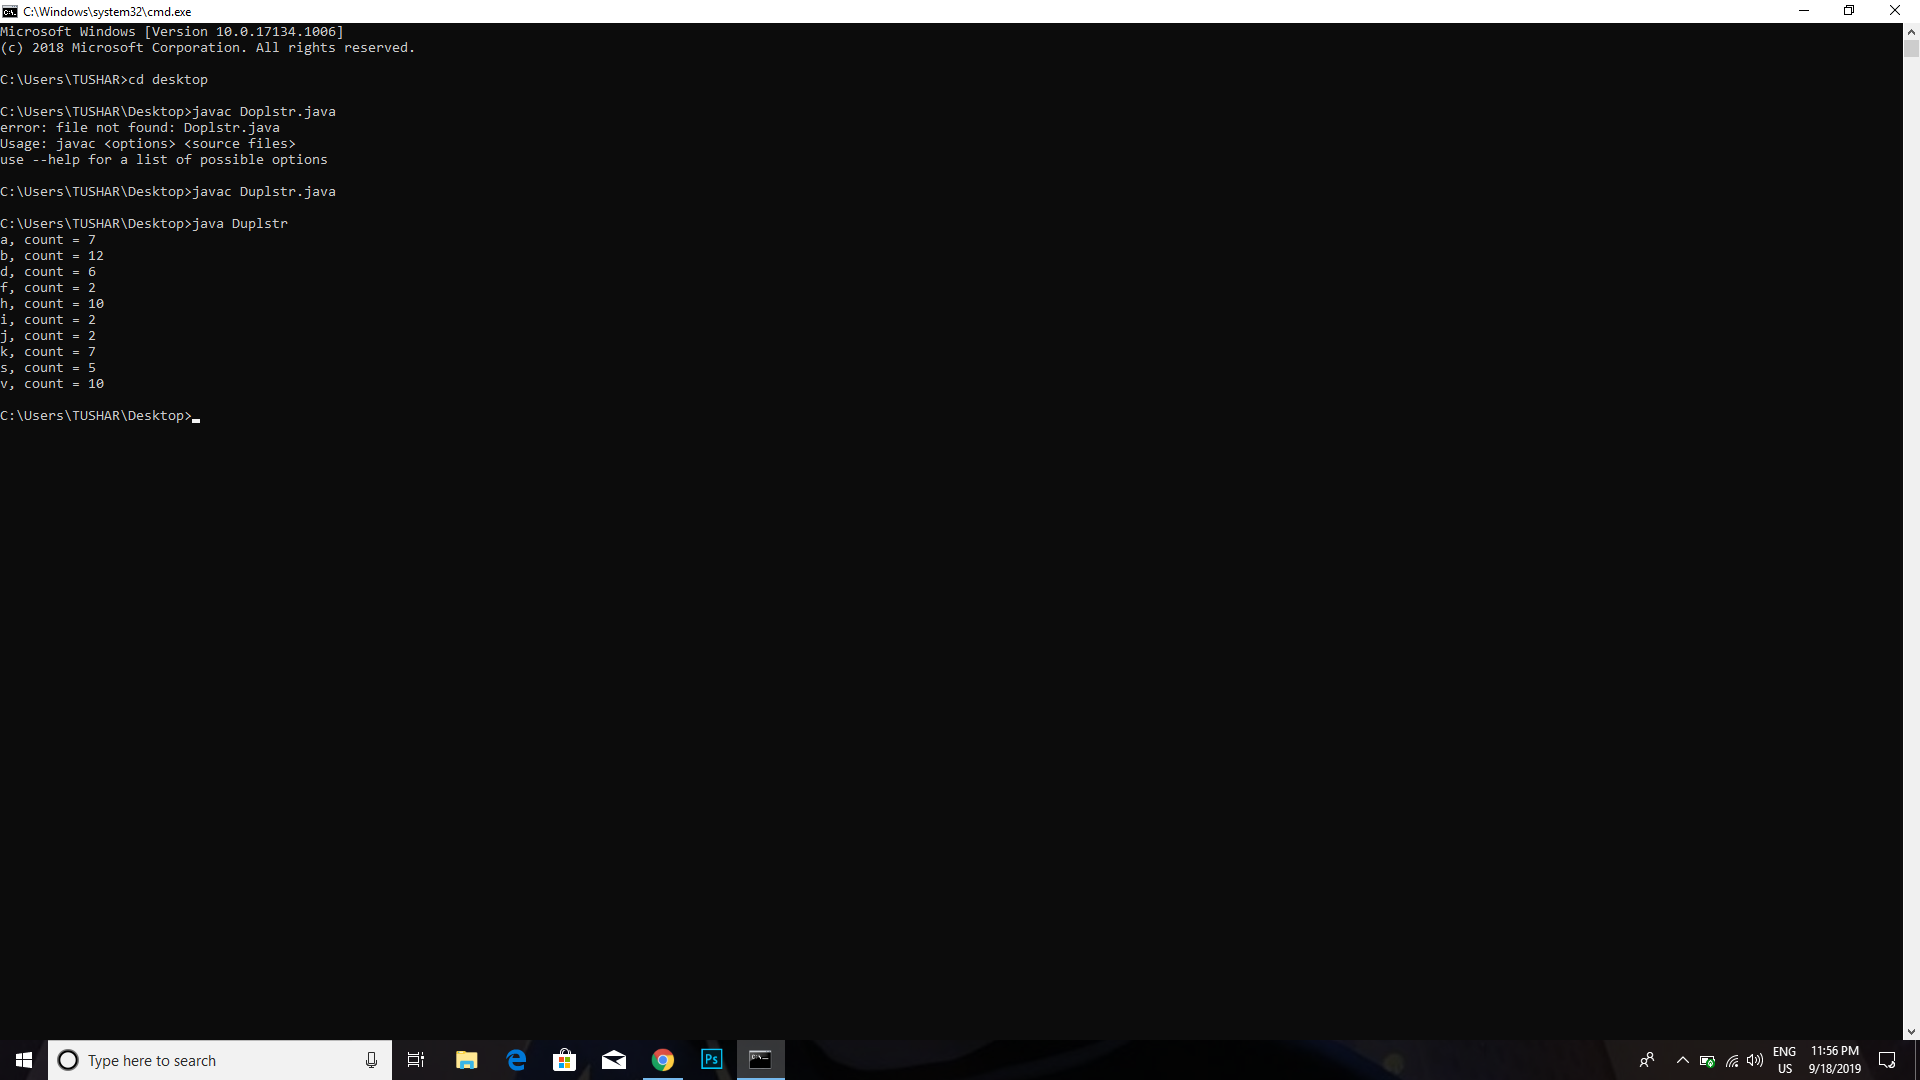 C:\Windows\system32\cmd.exe
Microsoft Windows [Version 10.0.17134.1006]
(c) 2018 Microsoft Corporation. All rights reserved.
C:\Users\TUSHAR>cd desktop
C:\Users\TUSHAR\Desktop>javac Doplstr.java
error: file not found: Doplstr.java
Usage: javac <options> <source files>
use --help for a list of possible options
C:\Users\TUSHAR\Desktop>javac Duplstr.java
C:\Users\TUSHAR\Desktop>java Duplstr
a, count = 7
b, count = 12
d, count = 6
f, count = 2
h, count = 10
i, count = 2
j, count = 2
k, count = 7
s, count = 5
v, count = 10
C:\Users\TUSHAR\Desktop>
Type here to search
Ps
ENG
US
11:56 PM
9/18/2019